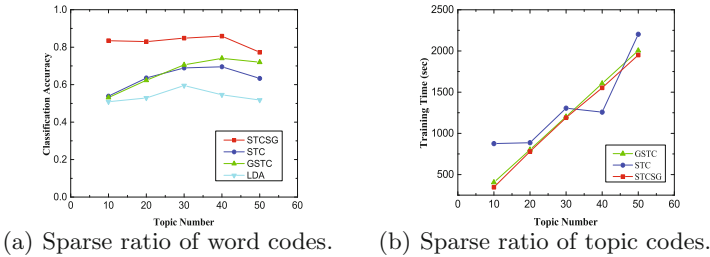 1.0
0.8
0.6
0.4
0.2
0.0
Classification Accuracy
STCSG
STC
GSTC
LDA
0 10 20 30 40 50 60
Topic Number
(a) Sparse ratio of word codes.
2500
2000
1500
1000
500
Training Time (sec)
GSTC
STC
STCSG
0 10 20 30 40 50 60
Topic Number
(b) Sparse ratio of topic codes.